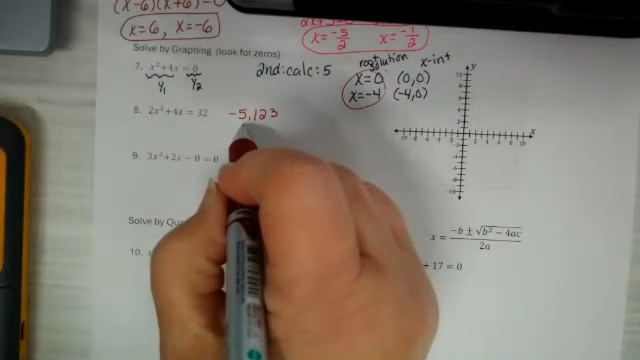 (x-6)(x+6)=0
x=6, x=-6
x=-5/2 x=-1/2
Solve by Graphing (look for zeros)
7. x²+4x=0 2nd:calc:5
Y₁ Y₂
root solution x-int
x=0 (0,0)
x=-4 (-4,0)
8. 2x²+4x=32 -5,123
9. 3x²+2x-8=0
y
x
Solve by
10.
x = (-b ± √(b²-4ac)) / 2a
+ 17 = 0